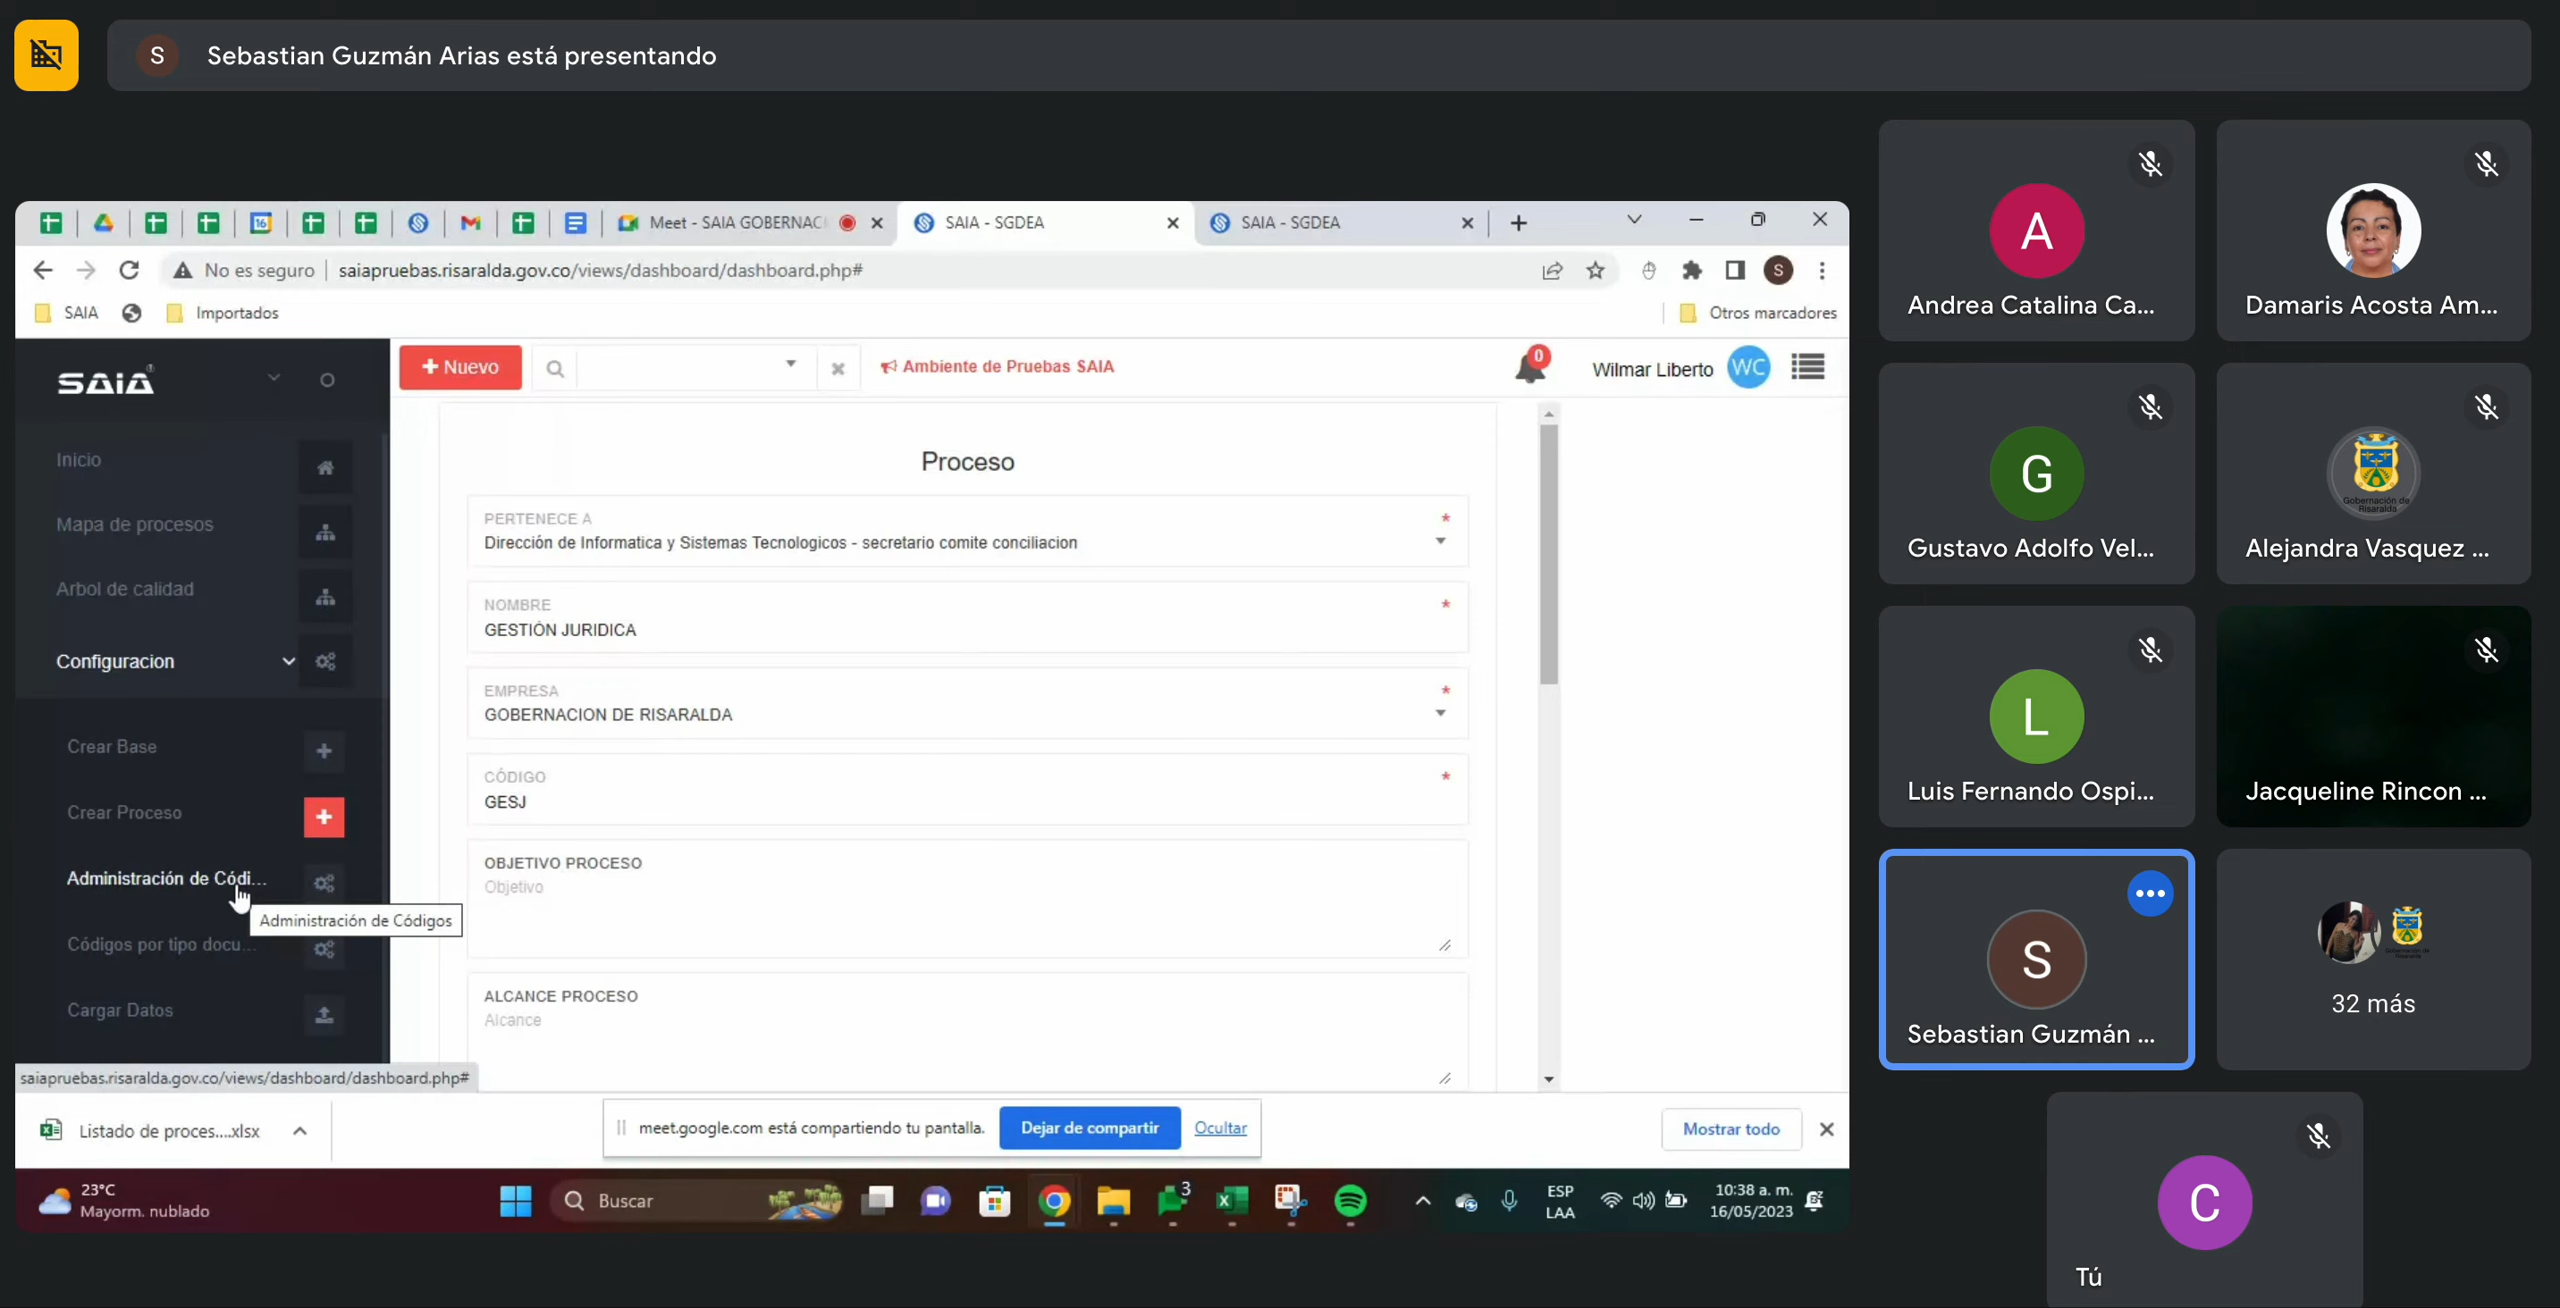 S Sebastian Guzmán Arias está presentando
Meet - SAIA GOBERNAC
SAIA - SGDEA
SAIA - SGDEA
No es seguro
saiapruebas.risaralda.gov.co/views/dashboard/dashboard.php#
S
SAIA
Importados
Otros marcadores
SAIA
Nuevo
Ambiente de Pruebas SAIA
0
Wilmar Liberto
WC
Inicio
Mapa de procesos
Arbol de calidad
Configuracion
Crear Base
Crear Proceso
Administración de Códi...
Administración de Códigos
Códigos por tipo docu...
Cargar Datos
Proceso
PERTENECE A *
Dirección de Informatica y Sistemas Tecnologicos - secretario comite conciliacion
NOMBRE *
GESTIÓN JURIDICA
EMPRESA *
GOBERNACION DE RISARALDA
CÓDIGO *
GESJ
OBJETIVO PROCESO
Objetivo
ALCANCE PROCESO
Alcance
saiapruebas.risaralda.gov.co/views/dashboard/dashboard.php#
Listado de proces....xlsx
meet.google.com está compartiendo tu pantalla.
Dejar de compartir
Ocultar
Mostrar todo
23°C
Mayorm. nublado
Buscar
3
ESP
LAA
10:38 a. m.
16/05/2023
A
Andrea Catalina Ca...
Damaris Acosta Am...
G
Gustavo Adolfo Vel...
Gobernación de
Risaralda
Alejandra Vasquez ...
L
Luis Fernando Ospi...
Jacqueline Rincon ...
S
Sebastian Guzmán ...
32 más
C
Tú